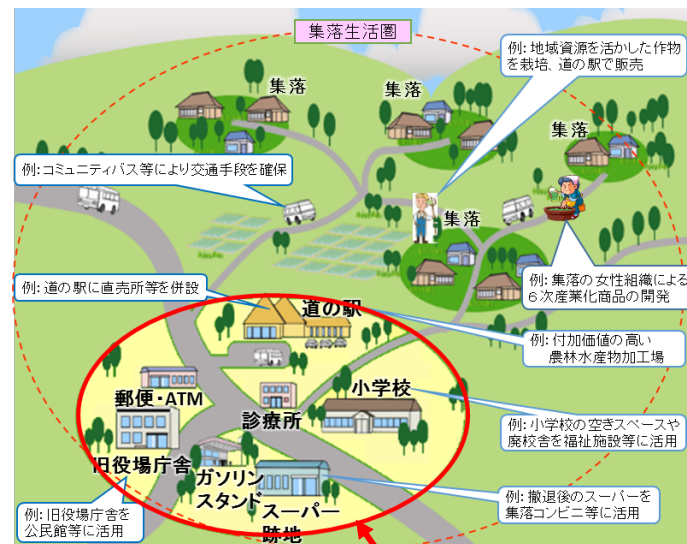 集落生活圏
例: 地域資源を活かした作物
を栽培、道の駅で販売
集落
集落
集落
例: コミュニティバス等により交通手段を確保
集落
例: 集落の女性組織による
６次産業化商品の開発
例: 道の駅に直売所等を併設
道の駅
例: 付加価値の高い
農林水産物加工場
郵便・ATM
診療所
小学校
例: 小学校の空きスペースや
廃校舎を福祉施設等に活用
旧役場庁舎
ガソリン
スタンド
スーパー
跡地
例: 撤退後のスーパーを
集落コンビニ等に活用
例: 旧役場庁舎を
公民館等に活用